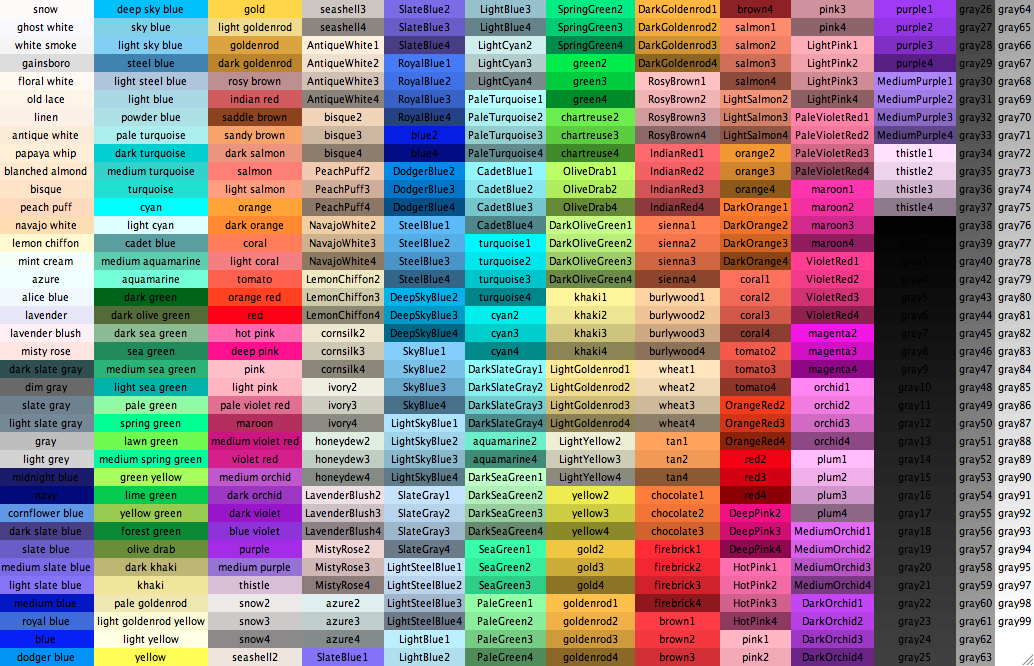 snow deep sky blue gold seashell3 SlateBlue2 LightBlue3 SpringGreen2 DarkGoldenrod1 brown4 pink3 purple1 gray26 gray64
ghost white sky blue light goldenrod seashell4 SlateBlue3 LightBlue4 SpringGreen3 DarkGoldenrod2 salmon1 pink4 purple2 gray27 gray65
white smoke light sky blue goldenrod AntiqueWhite1 SlateBlue4 LightCyan2 SpringGreen4 DarkGoldenrod3 salmon2 LightPink1 purple3 gray28 gray66
gainsboro steel blue dark goldenrod AntiqueWhite2 RoyalBlue1 LightCyan3 green2 DarkGoldenrod4 salmon3 LightPink2 purple4 gray29 gray67
floral white light steel blue rosy brown AntiqueWhite3 RoyalBlue2 LightCyan4 green3 RosyBrown1 salmon4 LightPink3 MediumPurple1 gray30 gray68
old lace light blue indian red AntiqueWhite4 RoyalBlue3 PaleTurquoise1 green4 RosyBrown2 LightSalmon2 LightPink4 MediumPurple2 gray31 gray69
linen powder blue saddle brown bisque2 RoyalBlue4 PaleTurquoise2 chartreuse2 RosyBrown3 LightSalmon3 PaleVioletRed1 MediumPurple3 gray32 gray70
antique white pale turquoise sandy brown bisque3 blue2 PaleTurquoise3 chartreuse3 RosyBrown4 LightSalmon4 PaleVioletRed2 MediumPurple4 gray33 gray71
papaya whip dark turquoise dark salmon bisque4 blue4 PaleTurquoise4 chartreuse4 IndianRed1 orange2 PaleVioletRed3 thistle1 gray34 gray72
blanched almond medium turquoise salmon PeachPuff2 DodgerBlue2 CadetBlue1 OliveDrab1 IndianRed2 orange3 PaleVioletRed4 thistle2 gray35 gray73
bisque turquoise light salmon PeachPuff3 DodgerBlue3 CadetBlue2 OliveDrab2 IndianRed3 orange4 maroon1 thistle3 gray36 gray74
peach puff cyan orange PeachPuff4 DodgerBlue4 CadetBlue3 OliveDrab4 IndianRed4 DarkOrange1 maroon2 thistle4 gray37 gray75
navajo white light cyan dark orange NavajoWhite2 SteelBlue1 CadetBlue4 DarkOliveGreen1 sienna1 DarkOrange2 maroon3 gray38 gray76
lemon chiffon cadet blue coral NavajoWhite3 SteelBlue2 turquoise1 DarkOliveGreen2 sienna2 DarkOrange3 maroon4 gray39 gray77
mint cream medium aquamarine light coral NavajoWhite4 SteelBlue3 turquoise2 DarkOliveGreen3 sienna3 DarkOrange4 VioletRed1 gray3 gray40 gray78
azure aquamarine tomato LemonChiffon2 SteelBlue4 turquoise3 DarkOliveGreen4 sienna4 coral1 VioletRed2 gray4 gray42 gray79
alice blue dark green orange red LemonChiffon3 DeepSkyBlue2 turquoise4 khaki1 burlywood1 coral2 VioletRed3 gray5 gray43 gray80
lavender dark olive green red LemonChiffon4 DeepSkyBlue3 cyan2 khaki2 burlywood2 coral3 VioletRed4 gray6 gray44 gray81
lavender blush dark sea green hot pink cornsilk2 DeepSkyBlue4 cyan3 khaki3 burlywood3 coral4 magenta2 gray7 gray45 gray82
misty rose sea green deep pink cornsilk3 SkyBlue1 cyan4 khaki4 burlywood4 tomato2 magenta3 gray8 gray46 gray83
dark slate gray medium sea green pink cornsilk4 SkyBlue2 DarkSlateGray1 LightGoldenrod1 wheat1 tomato3 magenta4 gray9 gray47 gray84
dim gray light sea green light pink ivory2 SkyBlue3 DarkSlateGray2 LightGoldenrod2 wheat2 tomato4 orchid1 gray10 gray48 gray85
slate gray pale green pale violet red ivory3 SkyBlue4 DarkSlateGray3 LightGoldenrod3 wheat3 OrangeRed2 orchid2 gray11 gray49 gray86
light slate gray spring green maroon ivory4 LightSkyBlue1 DarkSlateGray4 LightGoldenrod4 wheat4 OrangeRed3 orchid3 gray12 gray50 gray87
gray lawn green medium violet red honeydew2 LightSkyBlue2 aquamarine2 LightYellow2 tan1 OrangeRed4 orchid4 gray13 gray51 gray88
light grey medium spring green violet red honeydew3 LightSkyBlue3 aquamarine4 LightYellow3 tan2 red2 plum1 gray14 gray52 gray89
midnight blue green yellow medium orchid honeydew4 LightSkyBlue4 DarkSeaGreen1 LightYellow4 tan4 red3 plum2 gray15 gray53 gray90
navy lime green dark orchid LavenderBlush2 SlateGray1 DarkSeaGreen2 yellow2 chocolate1 red4 plum3 gray16 gray54 gray91
cornflower blue yellow green dark violet LavenderBlush3 SlateGray2 DarkSeaGreen3 yellow3 chocolate2 DeepPink2 plum4 gray17 gray55 gray92
dark slate blue forest green blue violet LavenderBlush4 SlateGray3 DarkSeaGreen4 yellow4 chocolate3 DeepPink3 MediumOrchid1 gray18 gray56 gray93
slate blue olive drab purple MistyRose2 SlateGray4 SeaGreen1 gold2 firebrick1 DeepPink4 MediumOrchid2 gray19 gray57 gray94
medium slate blue dark khaki medium purple MistyRose3 LightSteelBlue1 SeaGreen2 gold3 firebrick2 HotPink1 MediumOrchid3 gray20 gray58 gray95
light slate blue khaki thistle MistyRose4 LightSteelBlue2 SeaGreen3 gold4 firebrick3 HotPink2 MediumOrchid4 gray21 gray59 gray97
medium blue pale goldenrod snow2 azure2 LightSteelBlue3 PaleGreen1 goldenrod1 firebrick4 HotPink3 DarkOrchid1 gray22 gray60 gray98
royal blue light goldenrod yellow snow3 azure3 LightSteelBlue4 PaleGreen2 goldenrod2 brown1 HotPink4 DarkOrchid2 gray23 gray61 gray99
blue light yellow snow4 azure4 LightBlue1 PaleGreen3 goldenrod3 brown2 pink1 DarkOrchid3 gray24 gray62
dodger blue yellow seashell2 SlateBlue1 LightBlue2 PaleGreen4 goldenrod4 brown3 pink2 DarkOrchid4 gray25 gray63